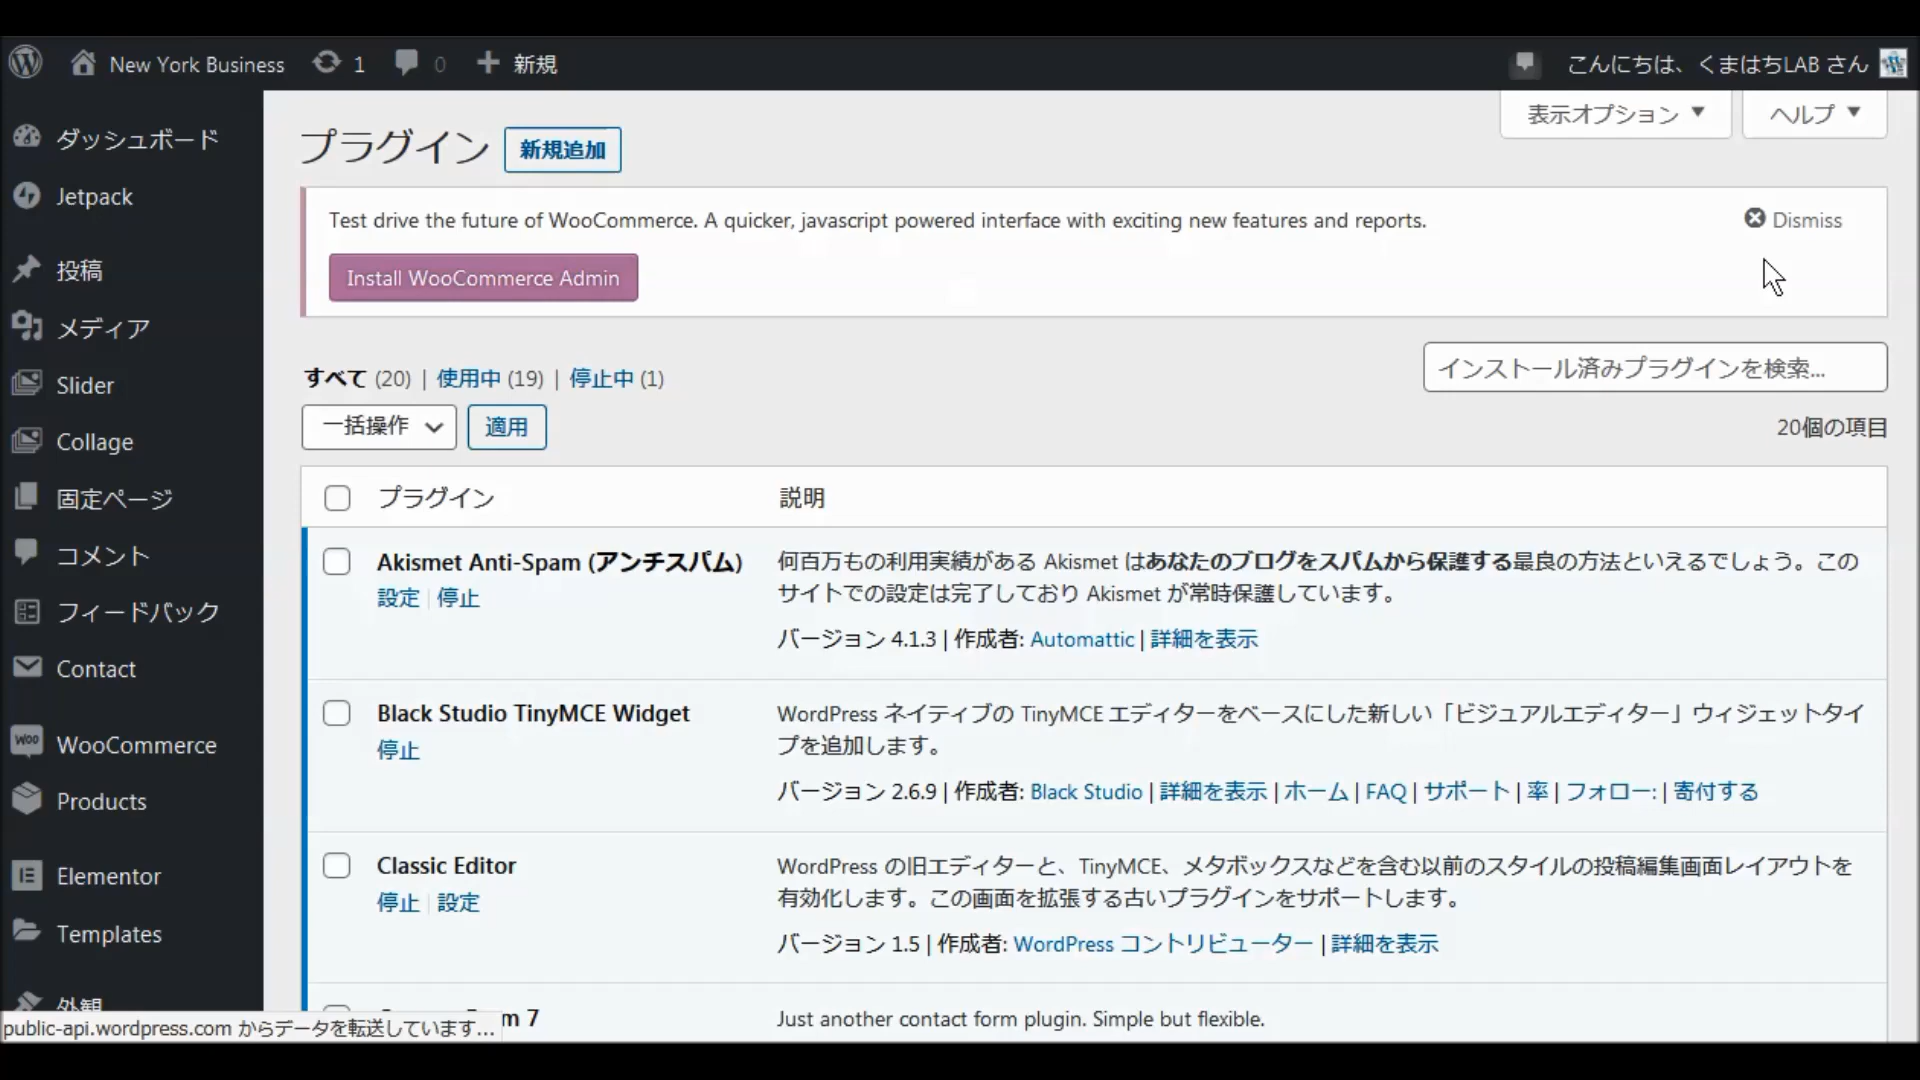 New York Business 1 0 新規 こんにちは、くまはちLAB さん
ダッシュボード
Jetpack
投稿
メディア
Slider
Collage
固定ページ
コメント
フィードバック
Contact
WooCommerce
Products
Elementor
Templates
外観
public-api.wordpress.com からデータを転送しています...
表示オプション ヘルプ
プラグイン 新規追加
Test drive the future of WooCommerce. A quicker, javascript powered interface with exciting new features and reports. Dismiss
Install WooCommerce Admin
すべて (20) | 使用中 (19) | 停止中 (1)
インストール済みプラグインを検索...
一括操作 適用 20個の項目
プラグイン 説明
Akismet Anti-Spam (アンチスパム)
設定 | 停止
何百万もの利用実績がある Akismet はあなたのブログをスパムから保護する最良の方法といえるでしょう。この
サイトでの設定は完了しており Akismet が常時保護しています。
バージョン 4.1.3 | 作成者: Automattic | 詳細を表示
Black Studio TinyMCE Widget
停止
WordPress ネイティブの TinyMCE エディターをベースにした新しい「ビジュアルエディター」ウィジェットタイ
プを追加します。
バージョン 2.6.9 | 作成者: Black Studio | 詳細を表示 | ホーム | FAQ | サポート | 率 | フォロー: | 寄付する
Classic Editor
停止 | 設定
WordPress の旧エディターと、TinyMCE、メタボックスなどを含む以前のスタイルの投稿編集画面レイアウトを
有効化します。この画面を拡張する古いプラグインをサポートします。
バージョン 1.5 | 作成者: WordPress コントリビューター | 詳細を表示
7
Just another contact form plugin. Simple but flexible.